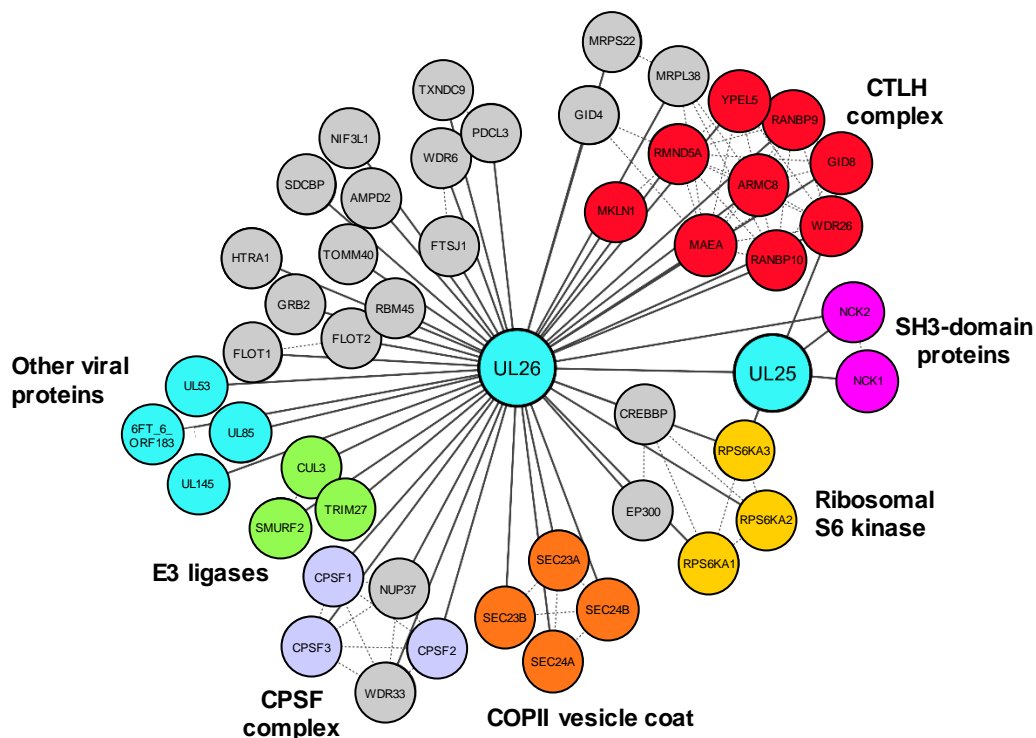 MRPS22
MRPL38
TXNDC9
YPEL5
CTLH
complex
GID4
RANBP9
PDCL3
NIF3L1
WDR6
RMND5A
GID8
SDCBP
AMPD2
ARMC8
MKLN1
WDR26
FTSJ1
MAEA
HTRA1
TOMM40
RANBP10
GRB2
RBM45
NCK2
SH3-domain
proteins
FLOT1
FLOT2
Other viral
proteins
UL26
UL25
NCK1
UL53
CREBBP
6FT_6_
ORF183
UL85
RPS6KA3
CUL3
UL145
TRIM27
EP300
RPS6KA2
Ribosomal
S6 kinase
SMURF2
E3 ligases
CPSF1
NUP37
SEC23A
RPS6KA1
SEC23B
SEC24B
CPSF3
CPSF2
SEC24A
WDR33
CPSF
complex
COPII vesicle coat